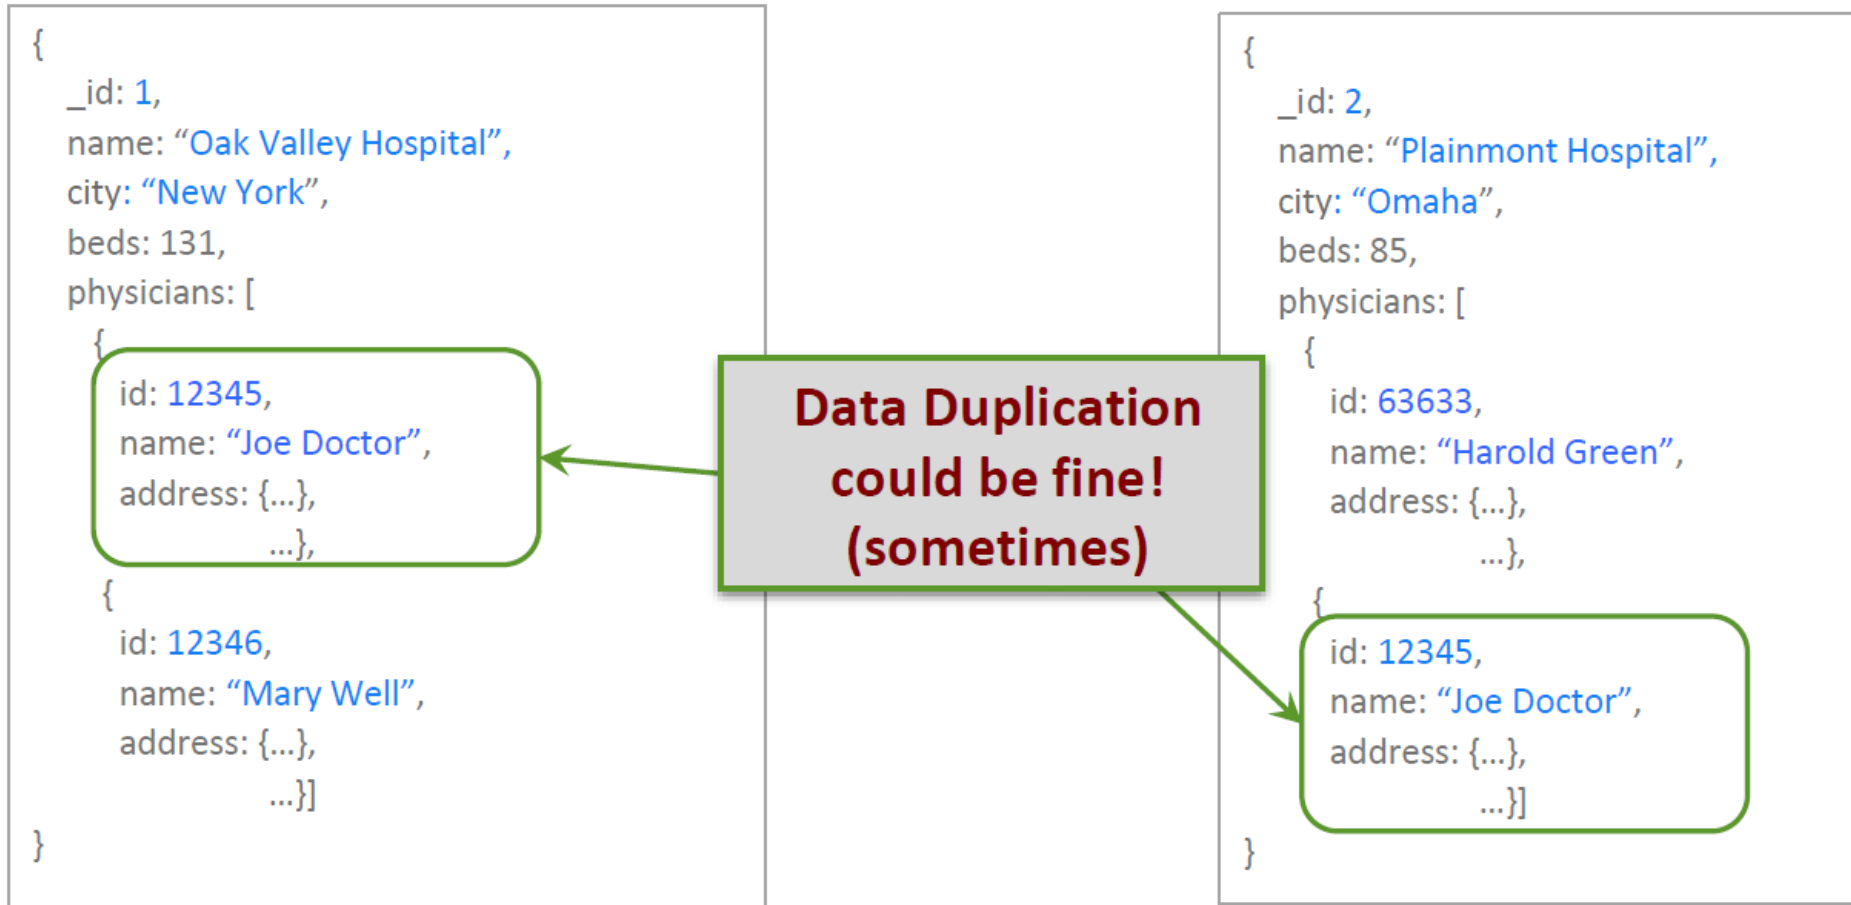 {
_id: 1,
name: “Oak Valley Hospital”,
city: “New York”,
beds: 131,
physicians: [
{
id: 12345,
name: “Joe Doctor”,
address: {…},
…},
{
id: 12346,
name: “Mary Well”,
address: {…},
…}]
}
Data Duplication
could be fine!
(sometimes)
{
_id: 2,
name: “Plainmont Hospital”,
city: “Omaha”,
beds: 85,
physicians: [
{
id: 63633,
name: “Harold Green”,
address: {…},
…},
{
id: 12345,
name: “Joe Doctor”,
address: {…},
…}]
}